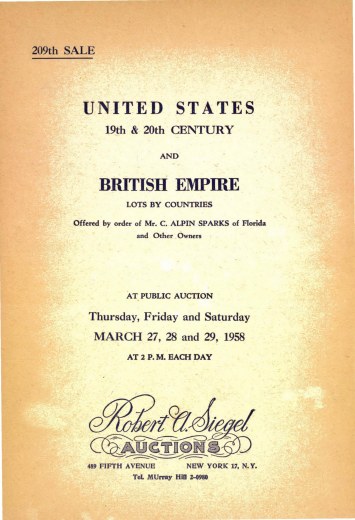 209th SALE
UNITED STATES
19th & 20th CENTURY
AND
BRITISH EMPIRE
LOTS BY COUNTRIES
Offered by order of Mr. C. ALPIN SPARKS of Florida
and Other Owners
AT PUBLIC AUCTION
Thursday, Friday and Saturday
MARCH 27, 28 and 29, 1958
AT 2 P. M. EACH DAY
Robert A. Siegel
AUCTIONS
489 FIFTH AVENUE NEW YORK 17, N. Y.
Tel. MUrray Hill 2-0980